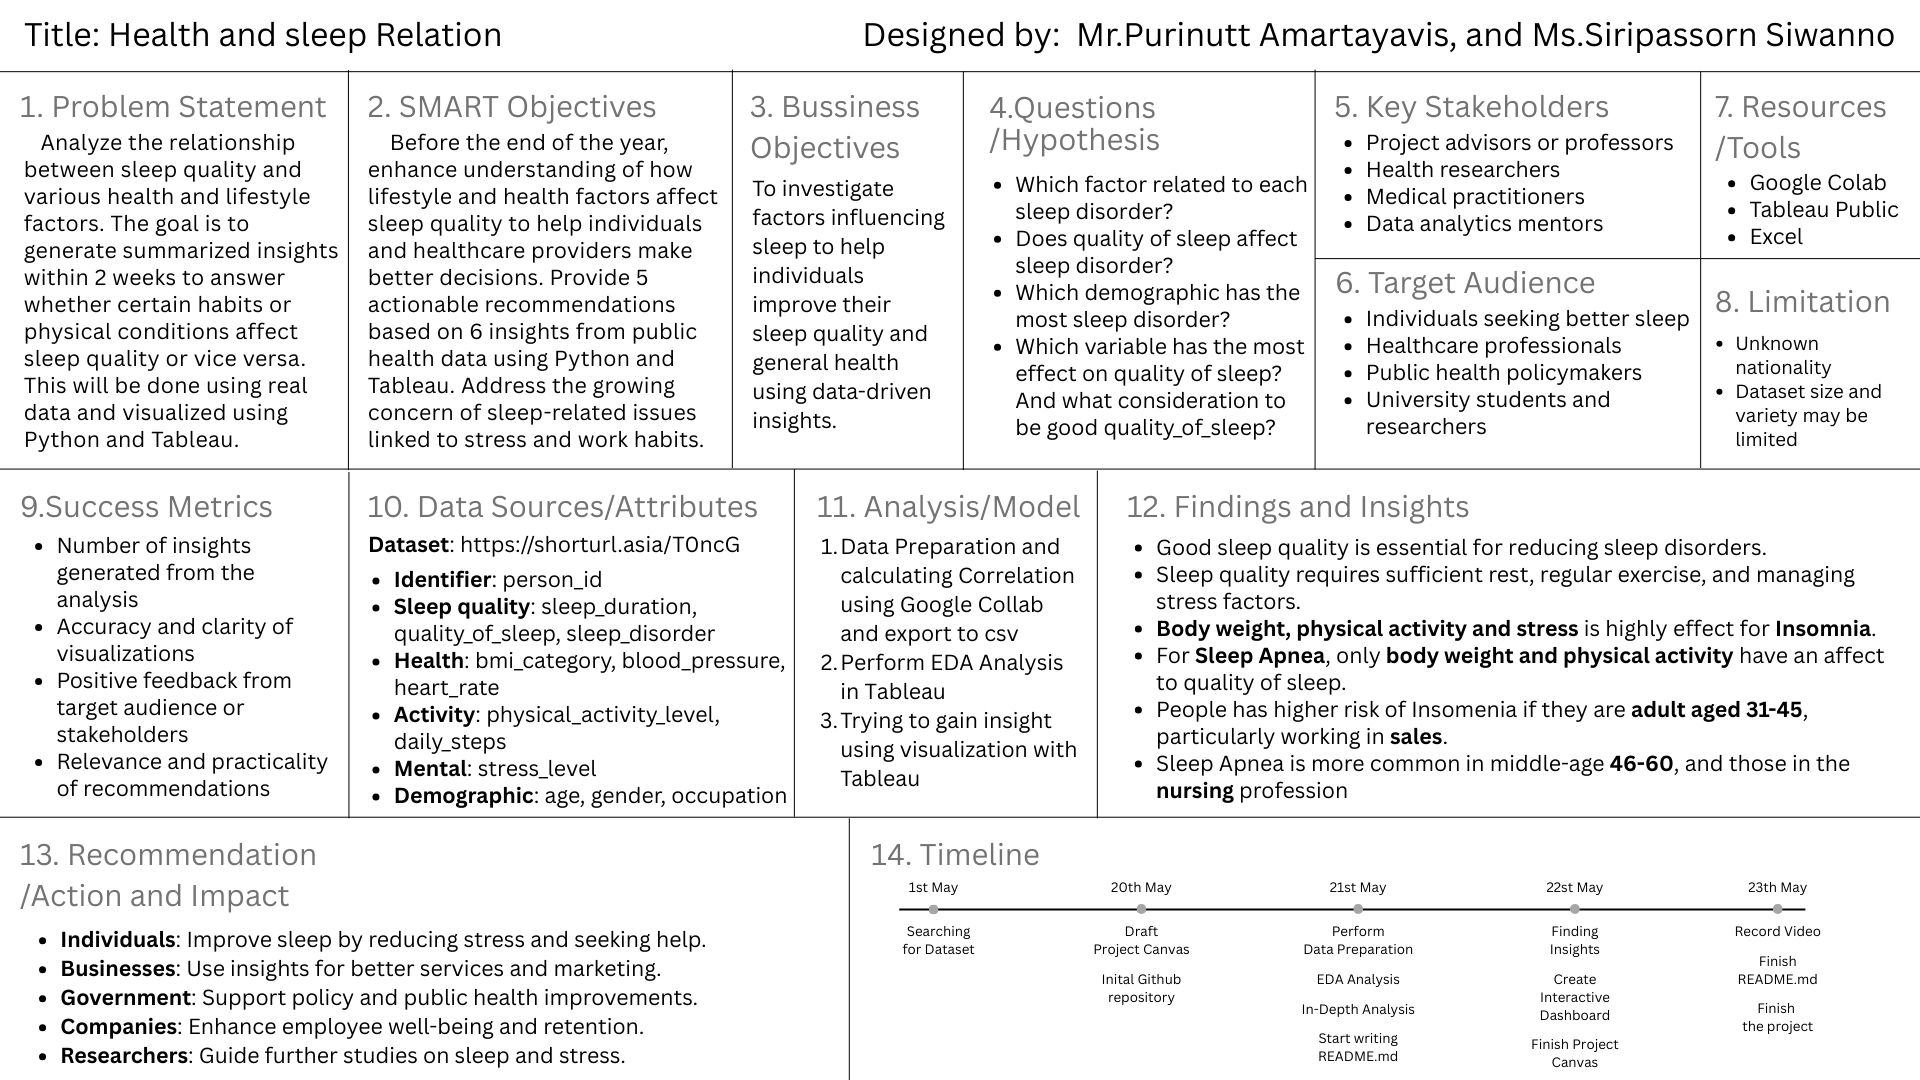 Title: Health and sleep Relation
Designed by:  Mr.Purinutt Amartayavis, and Ms.Siripassorn Siwanno
1. Problem Statement
Analyze the relationship
between sleep quality and
various health and lifestyle
factors. The goal is to
generate summarized insights
within 2 weeks to answer
whether certain habits or
physical conditions affect
sleep quality or vice versa.
This will be done using real
data and visualized using
Python and Tableau.
2. SMART Objectives
Before the end of the year,
enhance understanding of how
lifestyle and health factors affect
sleep quality to help individuals
and healthcare providers make
better decisions. Provide 5
actionable recommendations
based on 6 insights from public
health data using Python and
Tableau. Address the growing
concern of sleep-related issues
linked to stress and work habits.
3. Bussiness
Objectives
To investigate
factors influencing
sleep to help
individuals
improve their
sleep quality and
general health
using data-driven
insights.
4.Questions
/Hypothesis
• Which factor related to each
sleep disorder?
• Does quality of sleep affect
sleep disorder?
• Which demographic has the
most sleep disorder?
• Which variable has the most
effect on quality of sleep?
And what consideration to
be good quality_of_sleep?
5. Key Stakeholders
• Project advisors or professors
• Health researchers
• Medical practitioners
• Data analytics mentors
6. Target Audience
• Individuals seeking better sleep
• Healthcare professionals
• Public health policymakers
• University students and
researchers
7. Resources
/Tools
• Google Colab
• Tableau Public
• Excel
8. Limitation
• Unknown
nationality
• Dataset size and
variety may be
limited
9.Success Metrics
• Number of insights
generated from the
analysis
• Accuracy and clarity of
visualizations
• Positive feedback from
target audience or
stakeholders
• Relevance and practicality
of recommendations
10. Data Sources/Attributes
Dataset: https://shorturl.asia/T0ncG
• Identifier: person_id
• Sleep quality: sleep_duration,
quality_of_sleep, sleep_disorder
• Health: bmi_category, blood_pressure,
heart_rate
• Activity: physical_activity_level,
daily_steps
• Mental: stress_level
• Demographic: age, gender, occupation
11. Analysis/Model
1. Data Preparation and
calculating Correlation
using Google Collab
and export to csv
2. Perform EDA Analysis
in Tableau
3. Trying to gain insight
using visualization with
Tableau
12. Findings and Insights
• Good sleep quality is essential for reducing sleep disorders.
• Sleep quality requires sufficient rest, regular exercise, and managing
stress factors.
• Body weight, physical activity and stress is highly effect for Insomnia.
• For Sleep Apnea, only body weight and physical activity have an affect
to quality of sleep.
• People has higher risk of Insomenia if they are adult aged 31-45,
particularly working in sales.
• Sleep Apnea is more common in middle-age 46-60, and those in the
nursing profession
13. Recommendation
/Action and Impact
• Individuals: Improve sleep by reducing stress and seeking help.
• Businesses: Use insights for better services and marketing.
• Government: Support policy and public health improvements.
• Companies: Enhance employee well-being and retention.
• Researchers: Guide further studies on sleep and stress.
14. Timeline
1st May
Searching
for Dataset
20th May
Draft
Project Canvas
Inital Github
repository
21st May
Perform
Data Preparation
EDA Analysis
In-Depth Analysis
Start writing
README.md
22st May
Finding
Insights
Create
Interactive
Dashboard
Finish Project
Canvas
23th May
Record Video
Finish
README.md
Finish
the project